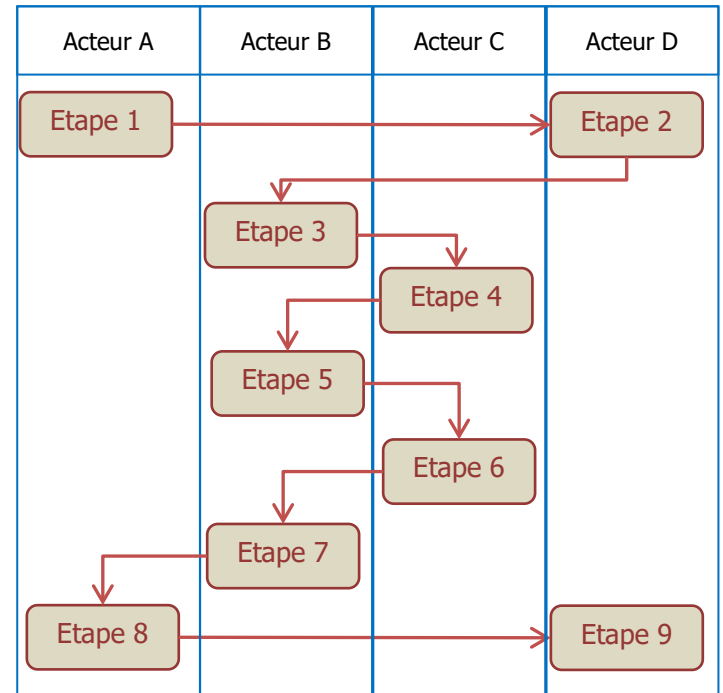 Acteur A
Acteur B
Acteur C
Acteur D
Etape 1
Etape 2
Etape 3
Etape 4
Etape 5
Etape 6
Etape 7
Etape 8
Etape 9